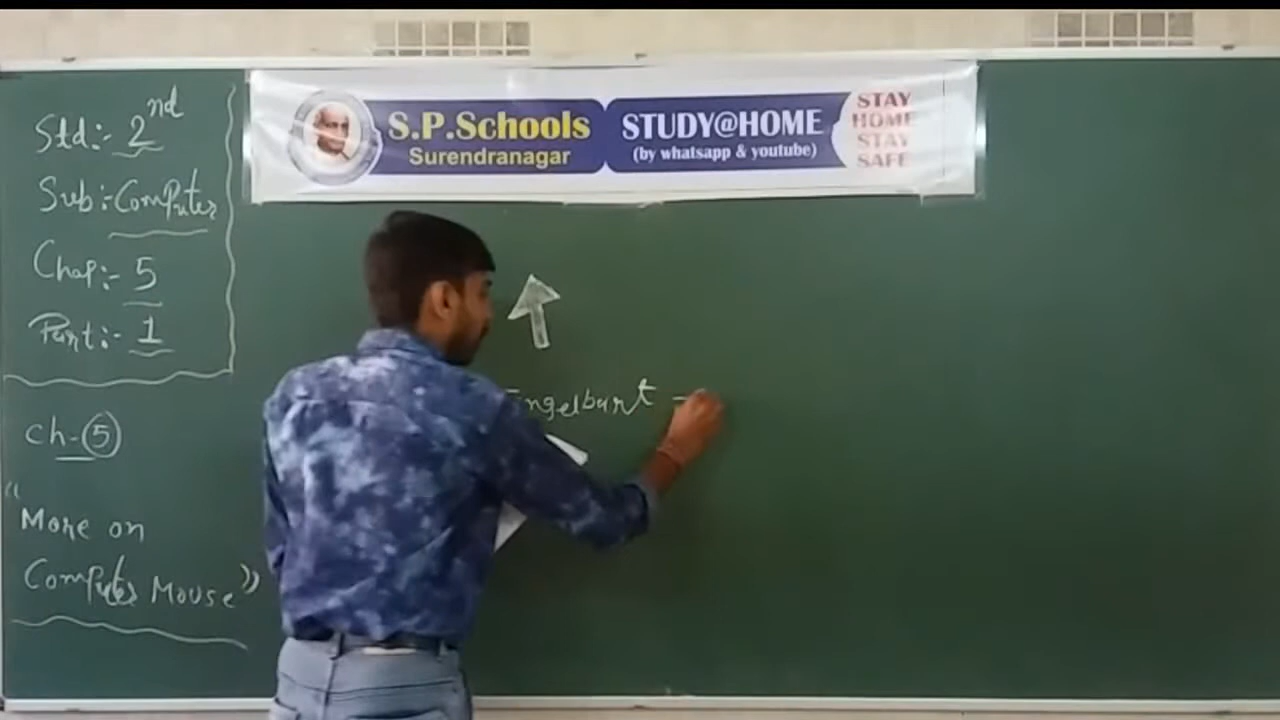 Std:- 2nd
Sub:- Computer
Chap:- 5
Part:- 1
ch-5
"More on
Computer Mouse"
S.P.Schools
Surendranagar
STUDY@HOME
(by whatsapp & youtube)
STAY
HOME
STAY
SAFE
Engelburt -